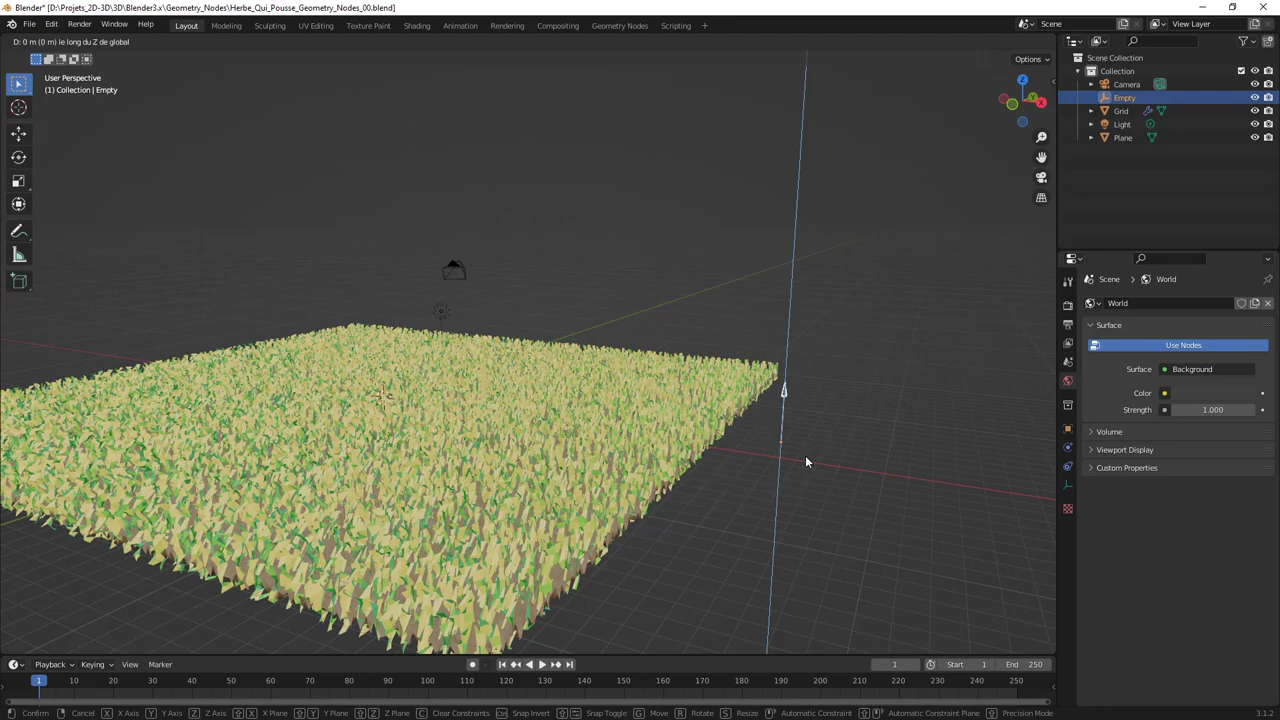 Blender* [D:\Projets_2D-3D\3D\Blender3.x\Geometry_Nodes\Herbe_Qui_Pousse_Geometry_Nodes_00.blend]
File Edit Render Window Help Layout Modeling Sculpting UV Editing Texture Paint Shading Animation Rendering Compositing Geometry Nodes Scripting Scene View Layer
D: 0 m (0 m) le long du Z de global
Options
User Perspective
(1) Collection | Empty
Z
Y
X
Scene Collection
Collection
Camera
Empty
Grid
Light
Plane
Scene > World
World
Surface
Use Nodes
Surface Background
Color
Strength 1.000
Volume
Viewport Display
Custom Properties
Playback Keying View Marker 1 Start 1 End 250
1 10 20 30 40 50 60 70 80 90 100 110 120 130 140 150 160 170 180 190 200 210 220 230 240 250
Confirm Cancel X X Axis Y Y Axis Z Z Axis X X Plane Y Y Plane Z Z Plane C Clear Constraints Snap Invert Snap Toggle G Move R Rotate S Resize Automatic Constraint Automatic Constraint Plane Precision Mode 3.1.2